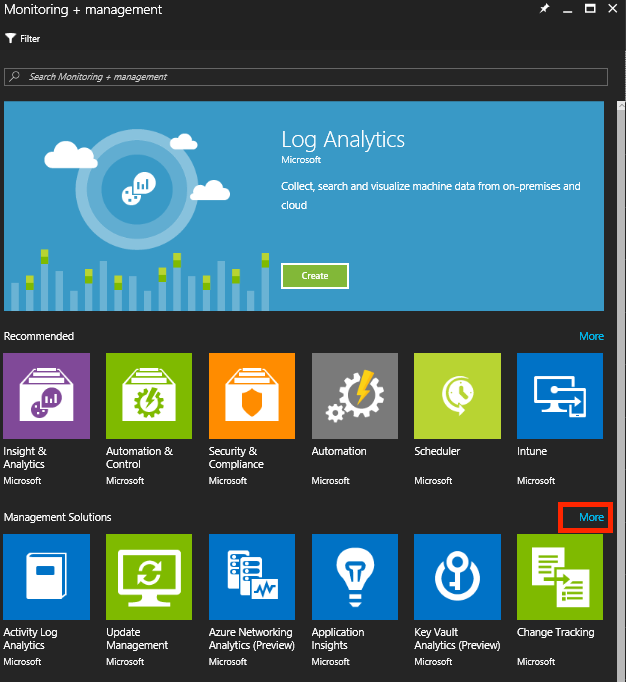 Monitoring + management
Filter
Search Monitoring + management
Log Analytics
Microsoft
Collect, search and visualize machine data from on-premises and
cloud
Create
Recommended More
Insight &
Analytics
Microsoft
Automation &
Control
Microsoft
Security &
Compliance
Microsoft
Automation
Microsoft
Scheduler
Microsoft
Intune
Microsoft
Management Solutions More
Activity Log
Analytics
Microsoft
Update
Management
Microsoft
Azure Networking
Analytics (Preview)
Microsoft
Application
Insights
Microsoft
Key Vault
Analytics (Preview)
Microsoft
Change Tracking
Microsoft